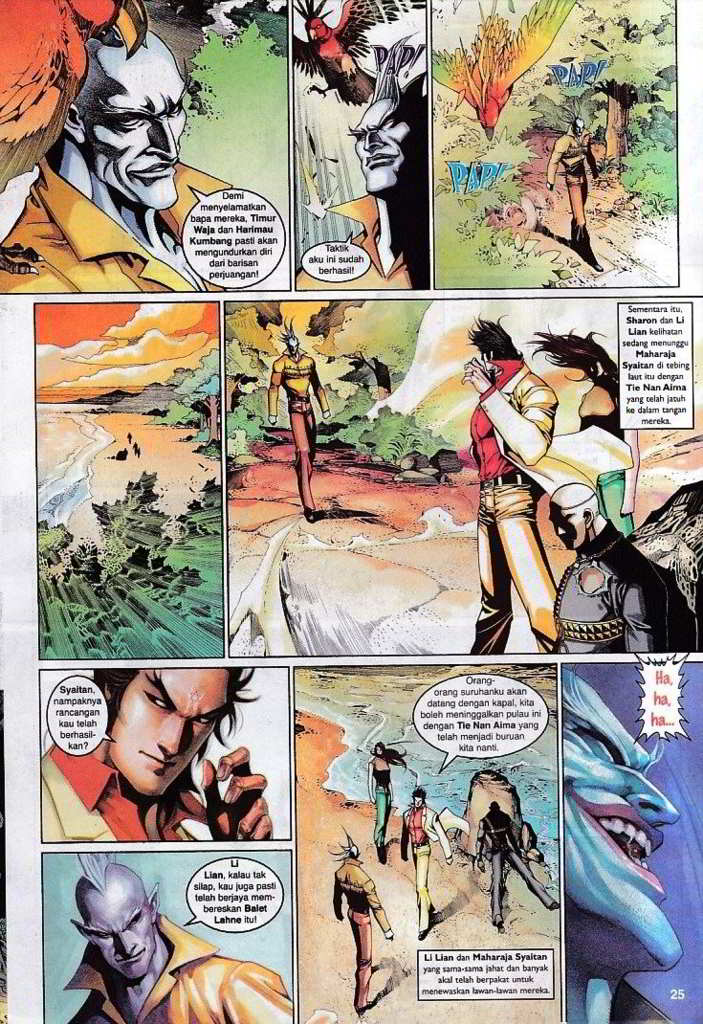 Demi
menyelamatkan
bapa mereka, Timur
Waja dan Harimau
Kumbang pasti akan
mengundurkan diri
dari barisan
perjuangan!
PAP!
Taktik
aku ini sudah
berhasil!
PAP!
PAP!
Sementara itu,
Sharon dan Li
Lian kelihatan
sedang menunggu
Maharaja
Syaitan di tebing
laut itu dengan
Tie Nan Aima
yang telah jatuh
ke dalam tangan
mereka.
Syaitan,
nampaknya
rancangan
kau telah
berhasil-
kan?
Orang-
orang suruhanku akan
datang dengan kapal, kita
boleh meninggalkan pulau ini
dengan Tie Nan Aima yang
telah menjadi buruan
kita nanti.
Ha,
ha,
ha...
Li
Lian, kalau tak
silap, kau juga pasti
telah berjaya mem-
bereskan Balet
Lahne itu!
Li Lian dan Maharaja Syaitan
yang sama-sama jahat dan banyak
akal telah berpakat untuk
menewaskan lawan-lawan mereka.
25